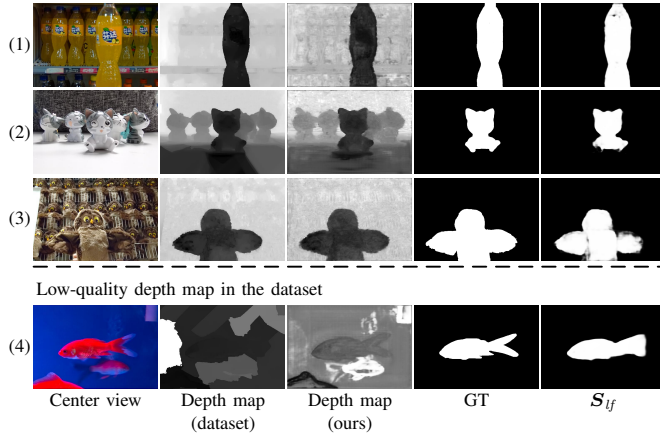 (1)
(2)
(3)
Low-quality depth map in the dataset
(4)
Center view
Depth map
(dataset)
Depth map
(ours)
GT
S_lf